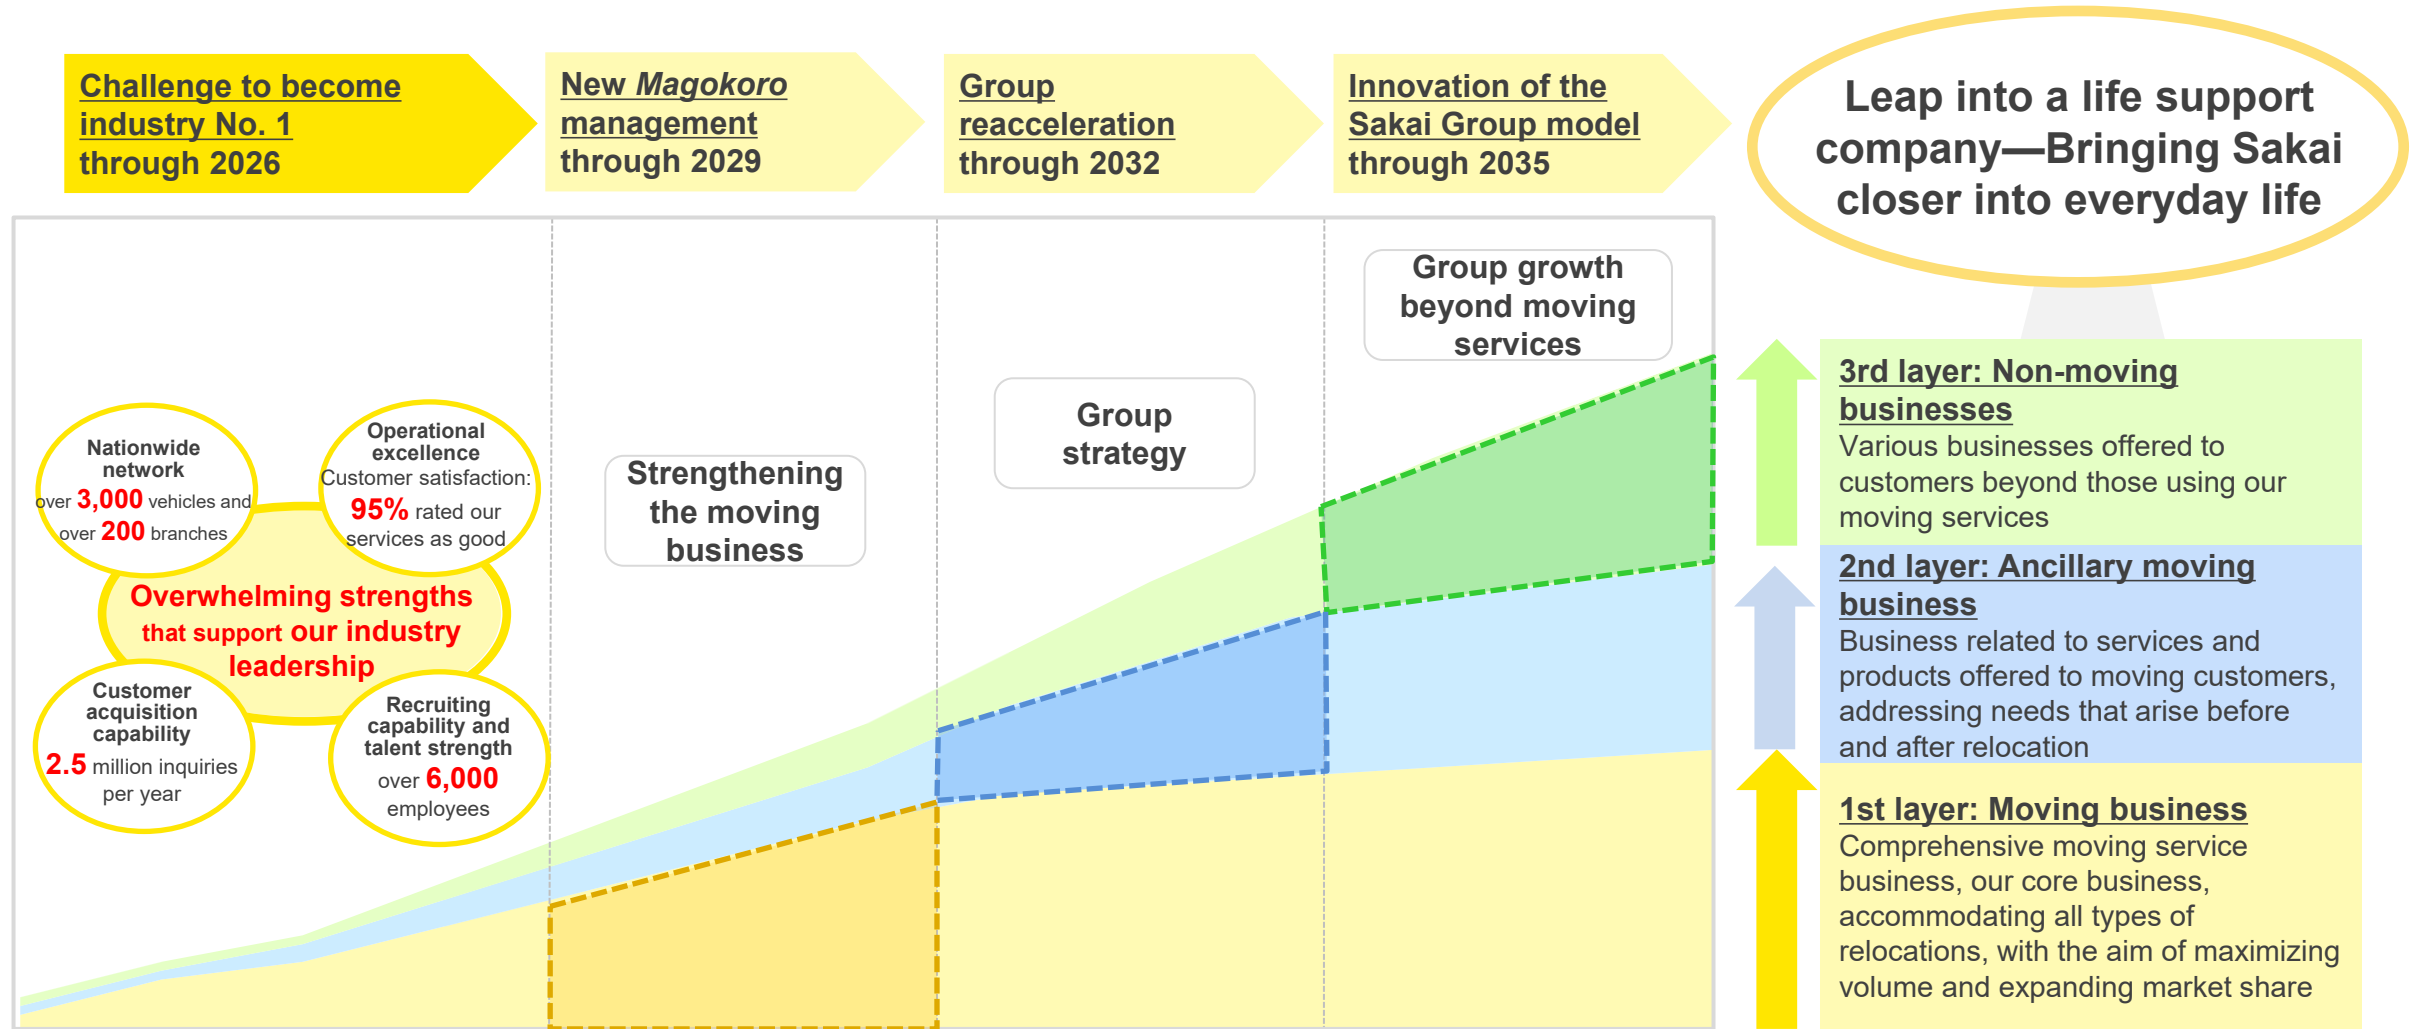 Challenge to become
industry No. 1
through 2026
New Magokoro
management
through 2029
Group
reacceleration
through 2032
Innovation of the
Sakai Group model
through 2035
Leap into a life support
company—Bringing Sakai
closer into everyday life
Nationwide
network
over 3,000 vehicles and
over 200 branches
Operational
excellence
Customer satisfaction:
95% rated our
services as good
Overwhelming strengths
that support our industry
leadership
Customer
acquisition
capability
2.5 million inquiries
per year
Recruiting
capability and
talent strength
over 6,000
employees
Strengthening
the moving
business
Group
strategy
Group growth
beyond moving
services
3rd layer: Non-moving
businesses
Various businesses offered to
customers beyond those using our
moving services
2nd layer: Ancillary moving
business
Business related to services and
products offered to moving customers,
addressing needs that arise before
and after relocation
1st layer: Moving business
Comprehensive moving service
business, our core business,
accommodating all types of
relocations, with the aim of maximizing
volume and expanding market share